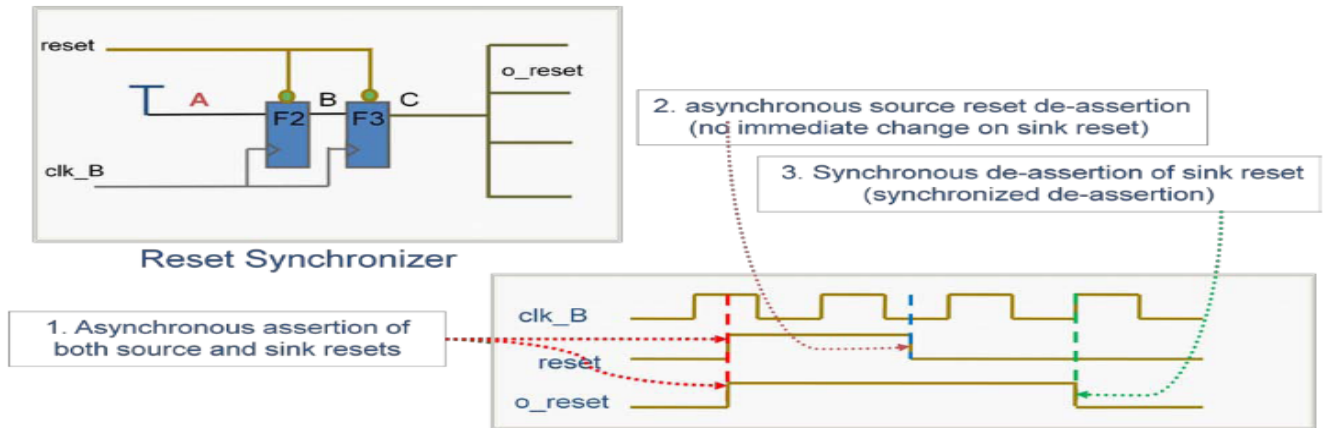 reset
A
F2
B
F3
C
o_reset
clk_B
Reset Synchronizer
2. asynchronous source reset de-assertion
(no immediate change on sink reset)
3. Synchronous de-assertion of sink reset
(synchronized de-assertion)
1. Asynchronous assertion of
both source and sink resets
clk_B
reset
o_reset